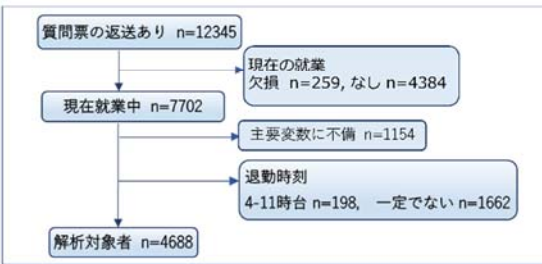 質問票の返送あり n=12345
現在の就業
欠損 n=259, なし n=4384
現在就業中 n=7702
主要変数に不備 n=1154
退勤時刻
4-11時台 n=198, 一定でない n=1662
解析対象者 n=4688